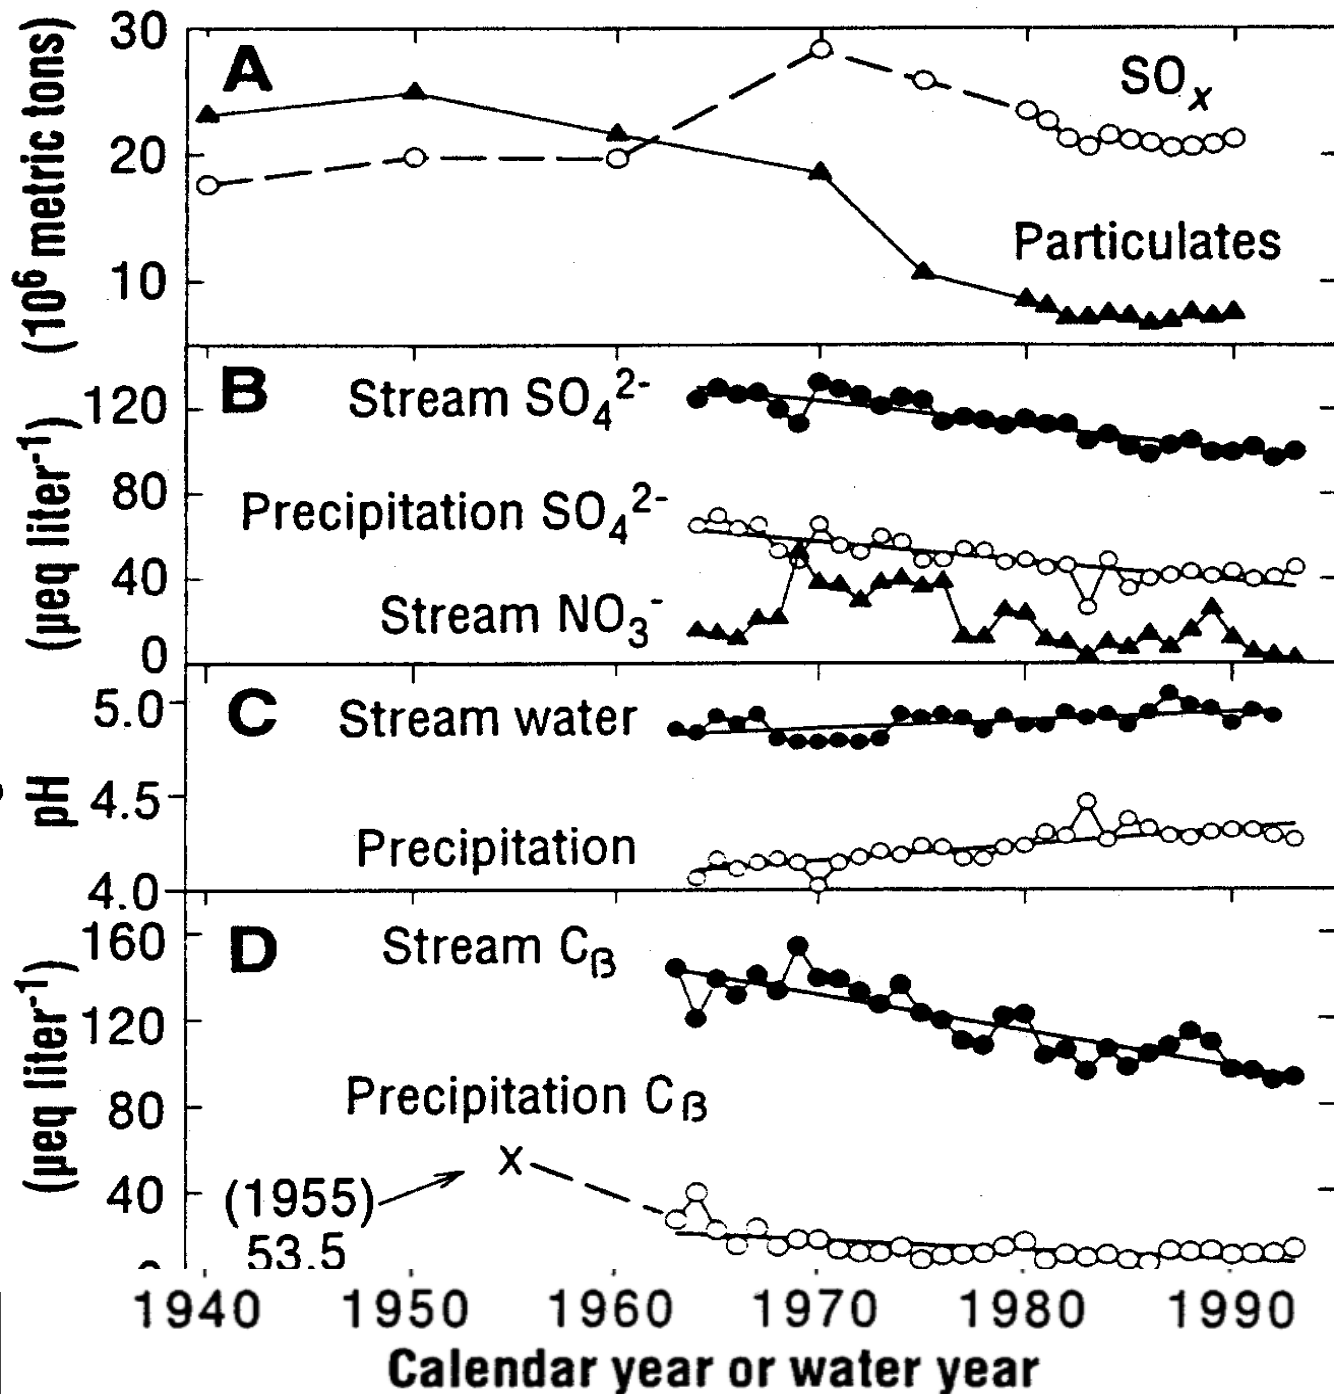 30
A
SOx
(10⁶ metric tons)
20
Particulates
10
B
Stream SO₄²⁻
120
(µeq liter⁻¹)
80
Precipitation SO₄²⁻
40
Stream NO₃⁻
0
5.0
C
Stream water
pH
4.5
Precipitation
4.0
160
D
Stream Cß
(µeq liter⁻¹)
120
Precipitation Cß
80
X
40
(1955)
53.5
1940 1950 1960 1970 1980 1990
Calendar year or water year